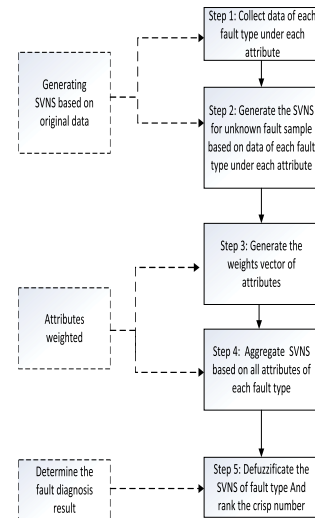 Step 1: Collect data of each
fault type under each
attribute
Generating
SVNS based on
original data
Step 2: Generate the SVNS
for unknown fault sample
based on data of each fault
type under each attribute
Step 3: Generate the
weights vector of
attributes
Attributes
weighted
Step 4: Aggregate SVNS
based on all attributes of
each fault type
Determine the
fault diagnosis
result
Step 5: Defuzzificate the
SVNS of fault type And
rank the crisp number